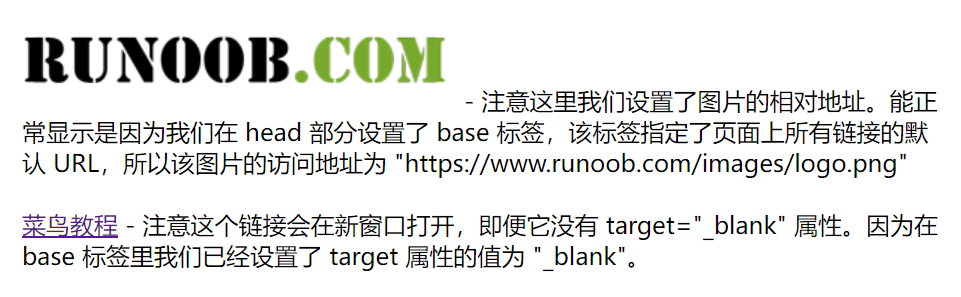 RUNOOB.COM
- 注意这里我们设置了图片的相对地址。能正
常显示是因为我们在 head 部分设置了 base 标签，该标签指定了页面上所有链接的默
认 URL，所以该图片的访问地址为 "https://www.runoob.com/images/logo.png"
菜鸟教程 - 注意这个链接会在新窗口打开，即便它没有 target="_blank" 属性。因为在
base 标签里我们已经设置了 target 属性的值为 "_blank"。